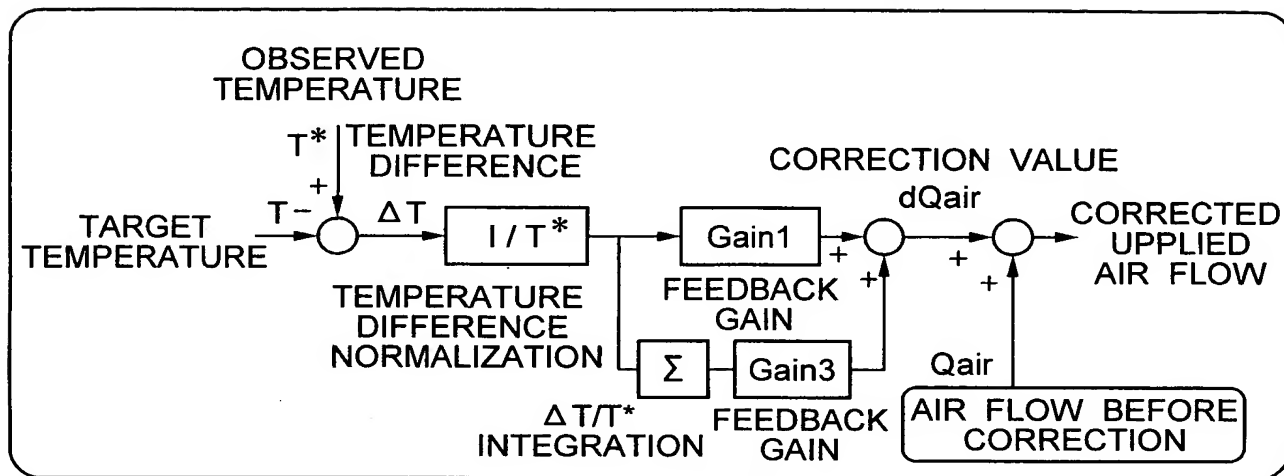 OBSERVED
TEMPERATURE
T*
TEMPERATURE
DIFFERENCE
+
TARGET
TEMPERATURE
T-
ΔT
I / T*
TEMPERATURE
DIFFERENCE
NORMALIZATION
Gain1
FEEDBACK
GAIN
Σ
ΔT/T*
INTEGRATION
Gain3
FEEDBACK
GAIN
+
+
CORRECTION VALUE
dQair
+
+
CORRECTED
UPPLIED
AIR FLOW
Qair
AIR FLOW BEFORE
CORRECTION